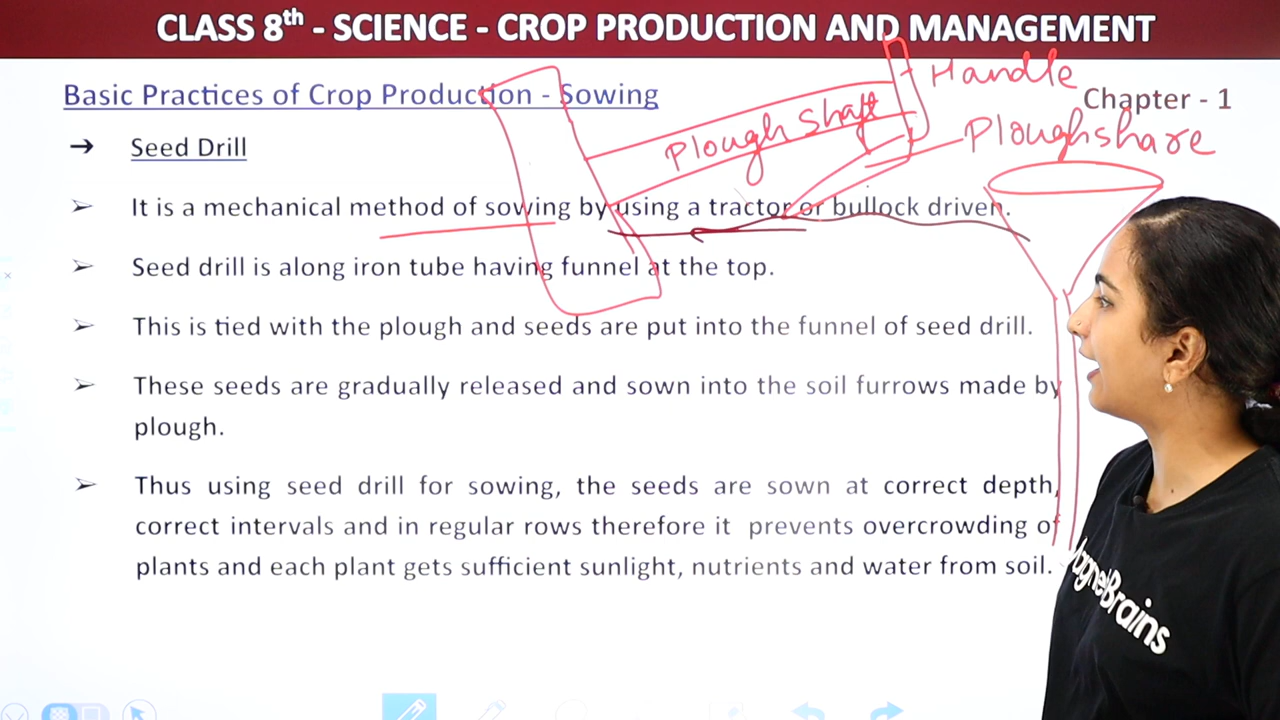 CLASS 8th - SCIENCE - CROP PRODUCTION AND MANAGEMENT
Basic Practices of Crop Production - Sowing
Chapter - 1
Handle
Plough Shaft
Ploughshare
➔ Seed Drill
➢ It is a mechanical method of sowing by using a tractor or bullock driven.
➢ Seed drill is along iron tube having funnel at the top.
➢ This is tied with the plough and seeds are put into the funnel of seed drill.
➢ These seeds are gradually released and sown into the soil furrows made by
plough.
➢ Thus using seed drill for sowing, the seeds are sown at correct depth,
correct intervals and in regular rows therefore it prevents overcrowding of
plants and each plant gets sufficient sunlight, nutrients and water from soil.
MagnetBrains